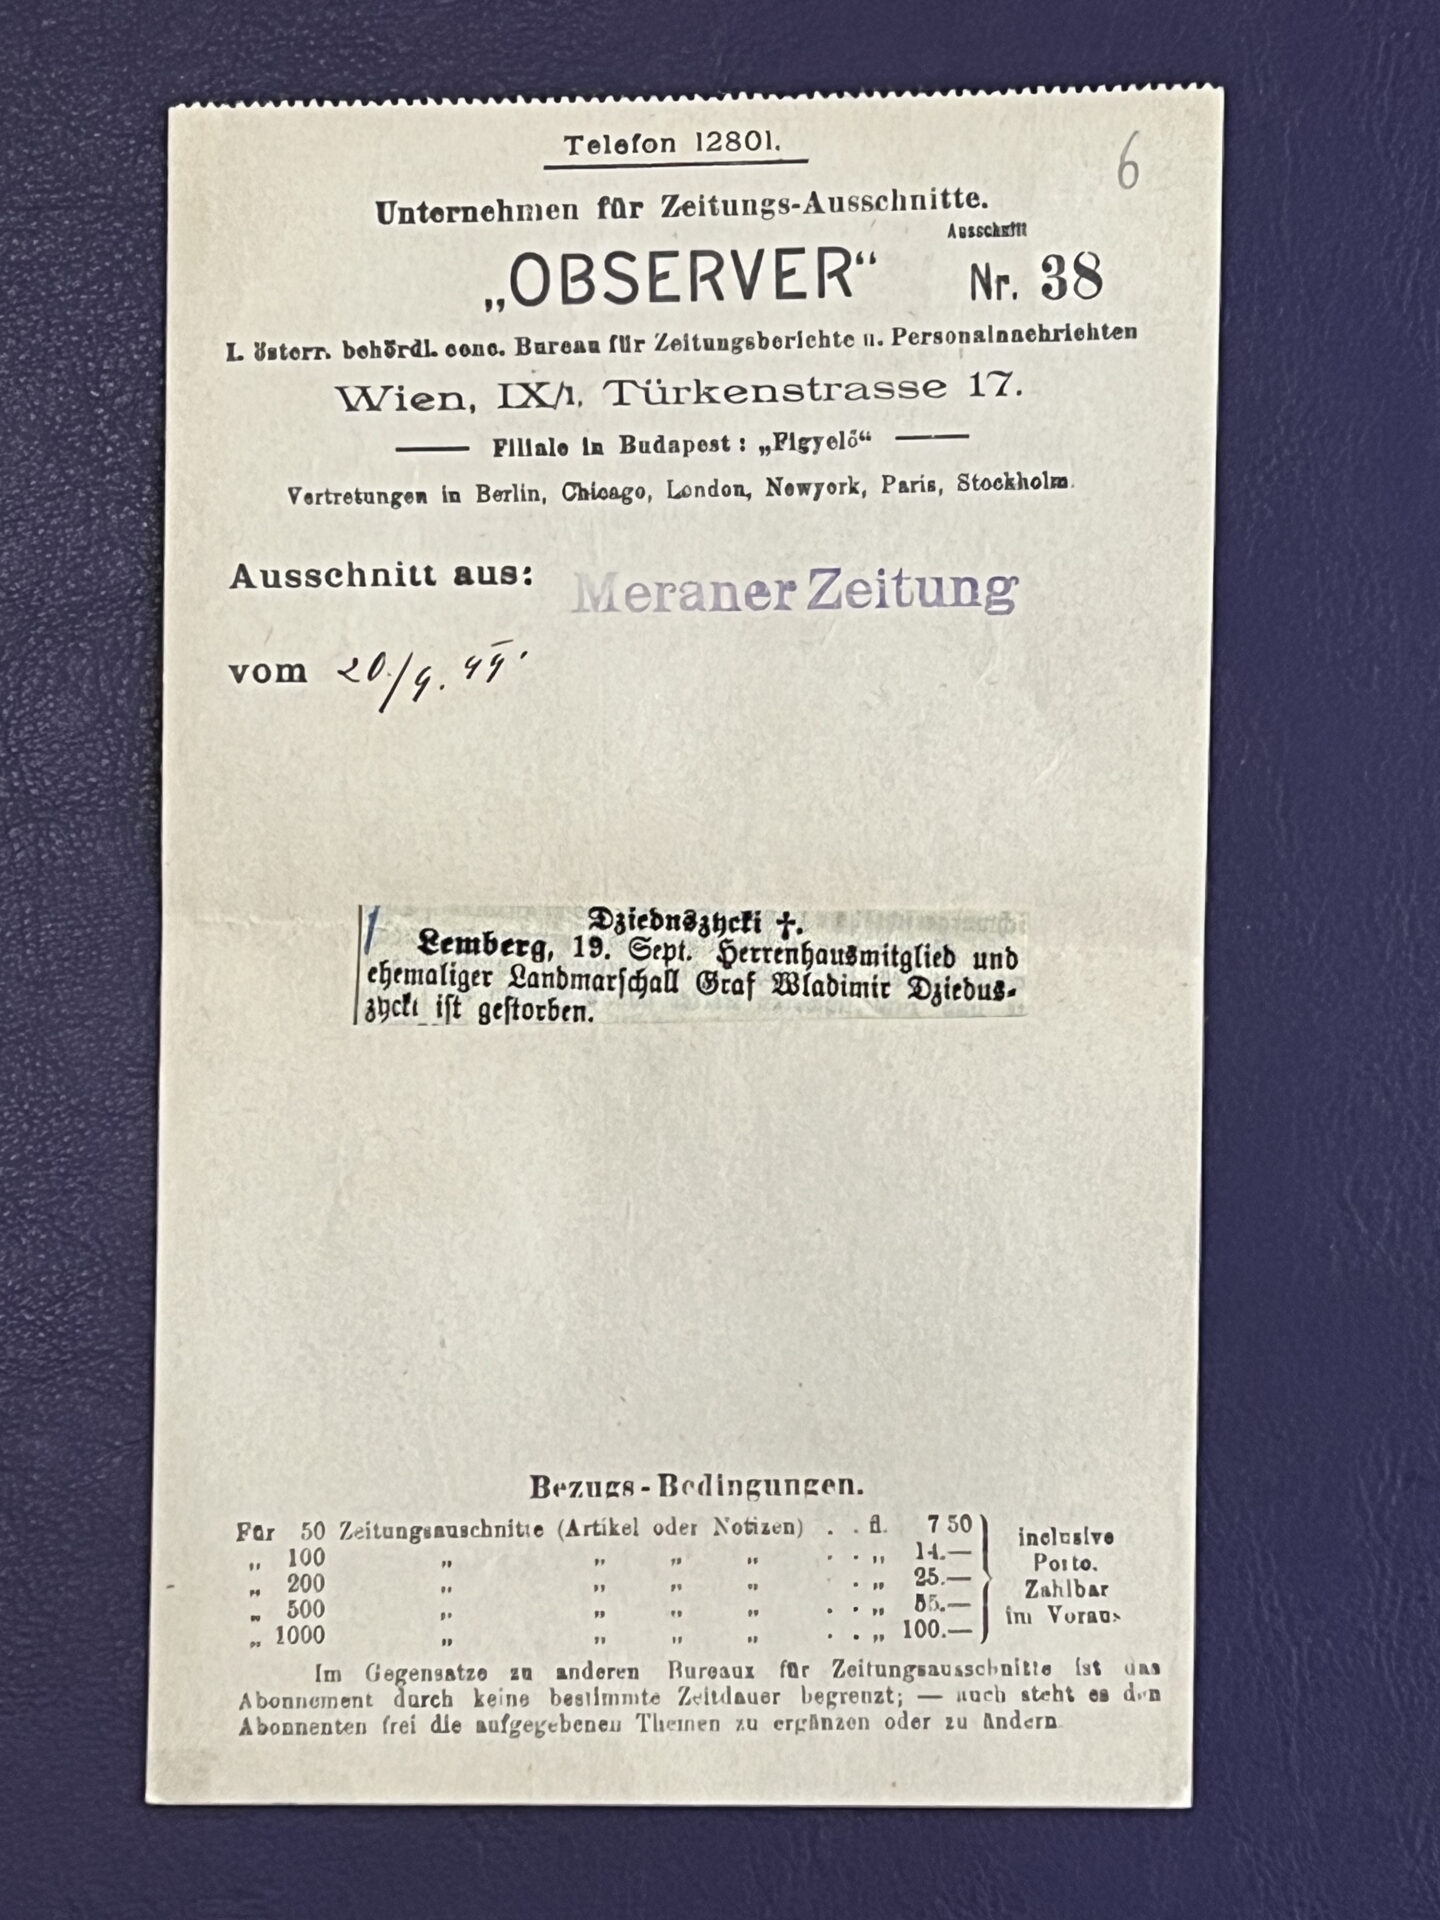 Telefon 12801.
6
Unternehmen für Zeitungs-Ausschnitte.
Ausschnitt
„OBSERVER“ Nr. 38
I. österr. behördl. conc. Bureau für Zeitungsberichte u. Personalnachrichten
Wien, IX/1, Türkenstrasse 17.
Filiale in Budapest: „Figyelő“
Vertretungen in Berlin, Chicago, London, Newyork, Paris, Stockholm.
Ausschnitt aus: Meraner Zeitung
vom 20./9. 99.
Dziednszycki †.
Lemberg, 19. Sept. Herrenhausmitglied und
ehemaliger Landmarschall Graf Wladimir Dziedus-
zycki ist gestorben.
Bezugs-Bedingungen.
Für 50 Zeitungsauschnitte (Artikel oder Notizen) . . fl. 7 50
„ 100 „ „ „ „ . . „ 14.—
„ 200 „ „ „ „ . „ 25.—
„ 500 „ „ „ „ . . „ 55.—
„ 1000 „ „ „ „ . . „ 100.—
inclusive
Porto.
Zahlbar
im Voraus
Im Gegensatze zu anderen Bureaux für Zeitungsausschnitte ist das
Abonnement durch keine bestimmte Zeitdauer begrenzt; — auch steht es den
Abonnenten frei die aufgegebenen Themen zu ergänzen oder zu ändern